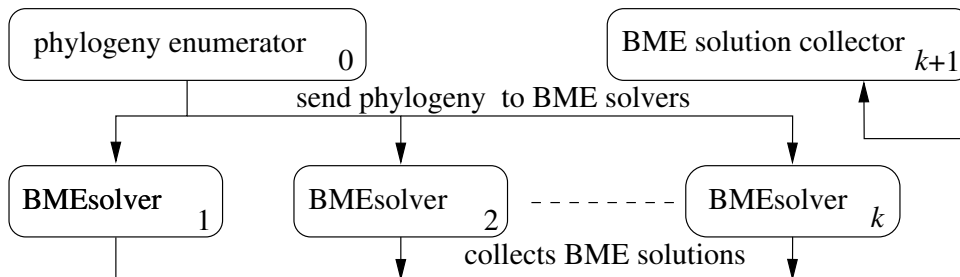 phylogeny enumerator
0
BME solution collector
k+1
send phylogeny to BME solvers
BMEsolver
1
BMEsolver
2
BMEsolver
k
collects BME solutions